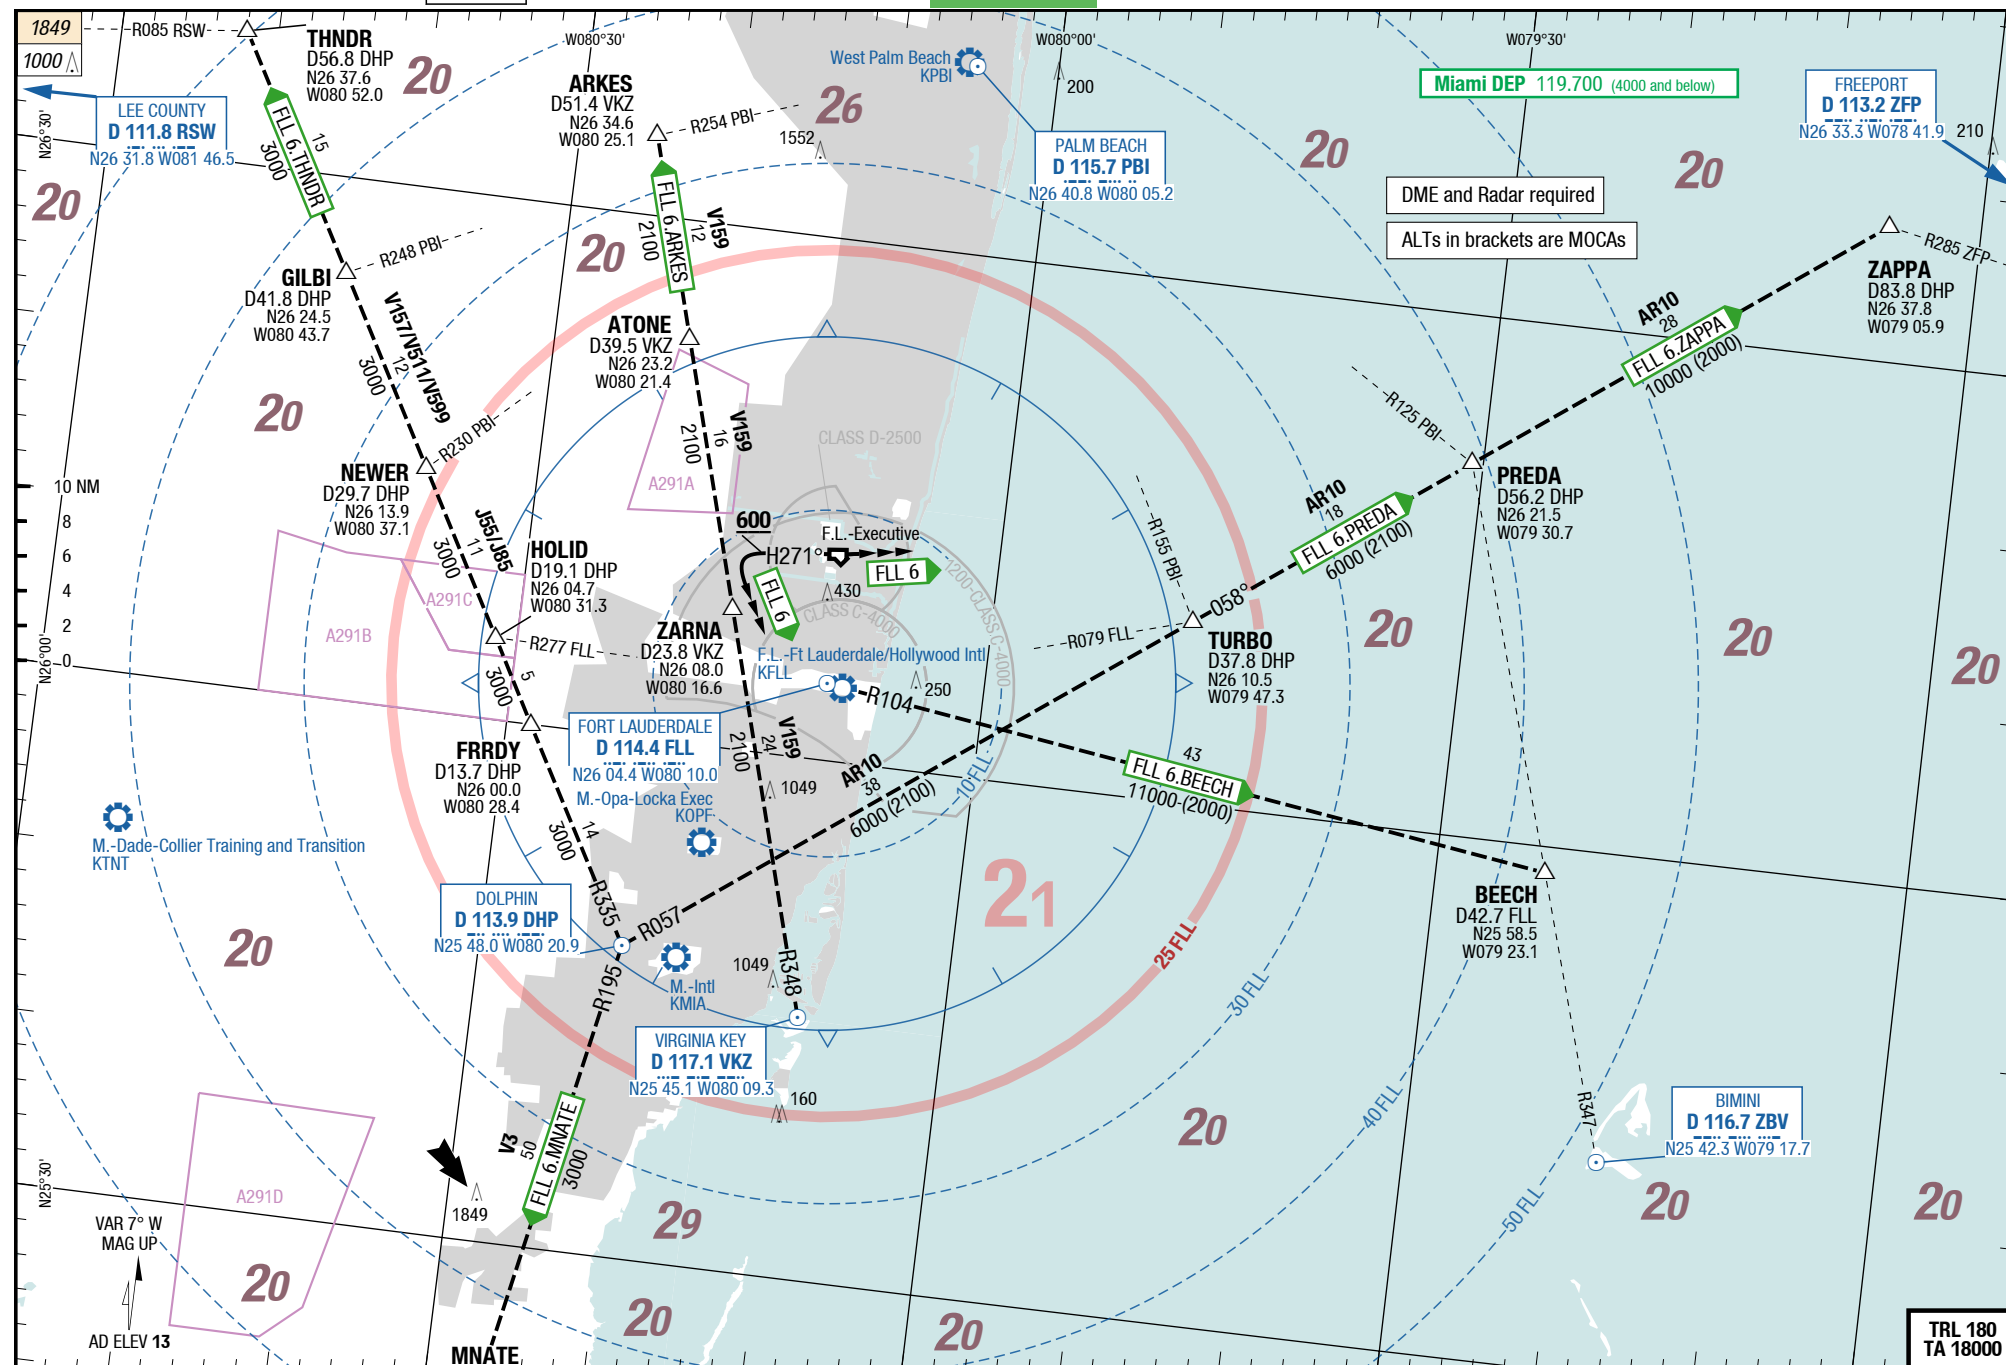 1849
1000
R085 RSW
THNDR
D56.8 DHP
N26 37.6
W080 52.0
20
W080°30'
ARKES
D51.4 VKZ
N26 34.6
W080 25.1
R254 PBI
26
1552
West Palm Beach
KPBI
W080°00'
200
W079°30'
Miami DEP 119.700 (4000 and below)
FREEPORT
D 113.2 ZFP
N26 33.3 W078 41.9
210
LEE COUNTY
D 111.8 RSW
N26 31.8 W081 46.5
N26°30'
FLL 6.THNDR
15
3000
PALM BEACH
D 115.7 PBI
N26 40.8 W080 05.2
20
20
DME and Radar required
ALTs in brackets are MOCAs
20
20
FLL 6.ARKES
V159
12
2100
R248 PBI
GILBI
D41.8 DHP
N26 24.5
W080 43.7
R285 ZFP
ZAPPA
D83.8 DHP
N26 37.8
W079 05.9
AR10
28
FLL 6.ZAPPA
10000 (2000)
V157/V511/V599
12
3000
ATONE
D39.5 VKZ
N26 23.2
W080 21.4
20
R230 PBI
V159
16
2100
CLASS D-2500
R125 PBI
A291A
NEWER
D29.7 DHP
N26 13.9
W080 37.1
10 NM
8
6
4
2
0
PREDA
D56.2 DHP
N26 21.5
W079 30.7
AR10
18
FLL 6.PREDA
6000 (2100)
J55/J85
11
3000
HOLID
D19.1 DHP
N26 04.7
W080 31.3
600
H271°
F.L.-Executive
FLL 6
FLL 6
430
1200-CLASS C-4000
CLASS C-4000
R155 PBI
058°
A291C
A291B
R277 FLL
ZARNA
D23.8 VKZ
N26 08.0
W080 16.6
F.L.-Ft Lauderdale/Hollywood Intl
KFLL
R079 FLL
TURBO
D37.8 DHP
N26 10.5
W079 47.3
20
20
20
N26°00'
5
3000
250
R104
FORT LAUDERDALE
D 114.4 FLL
N26 04.4 W080 10.0
V159
24
2100
FRRDY
D13.7 DHP
N26 00.0
W080 28.4
AR10
38
6000 (2100)
10 FLL
43
FLL 6.BEECH
11000-(2000)
1049
M.-Opa-Locka Exec
KOPF
M.-Dade-Collier Training and Transition
KTNT
14
3000
R335
21
BEECH
D42.7 FLL
N25 58.5
W079 23.1
DOLPHIN
D 113.9 DHP
N25 48.0 W080 20.9
R057
20
25 FLL
1049
R348
R195
M.-Intl
KMIA
30 FLL
VIRGINIA KEY
D 117.1 VKZ
N25 45.1 W080 09.3
160
40 FLL
20
R347
BIMINI
D 116.7 ZBV
N25 42.3 W079 17.7
V3
50
FLL 6.MNATE
3000
1849
A291D
N25°30'
VAR 7° W
MAG UP
29
50 FLL
20
20
20
20
20
AD ELEV 13
MNATE
TRL 180
TA 18000